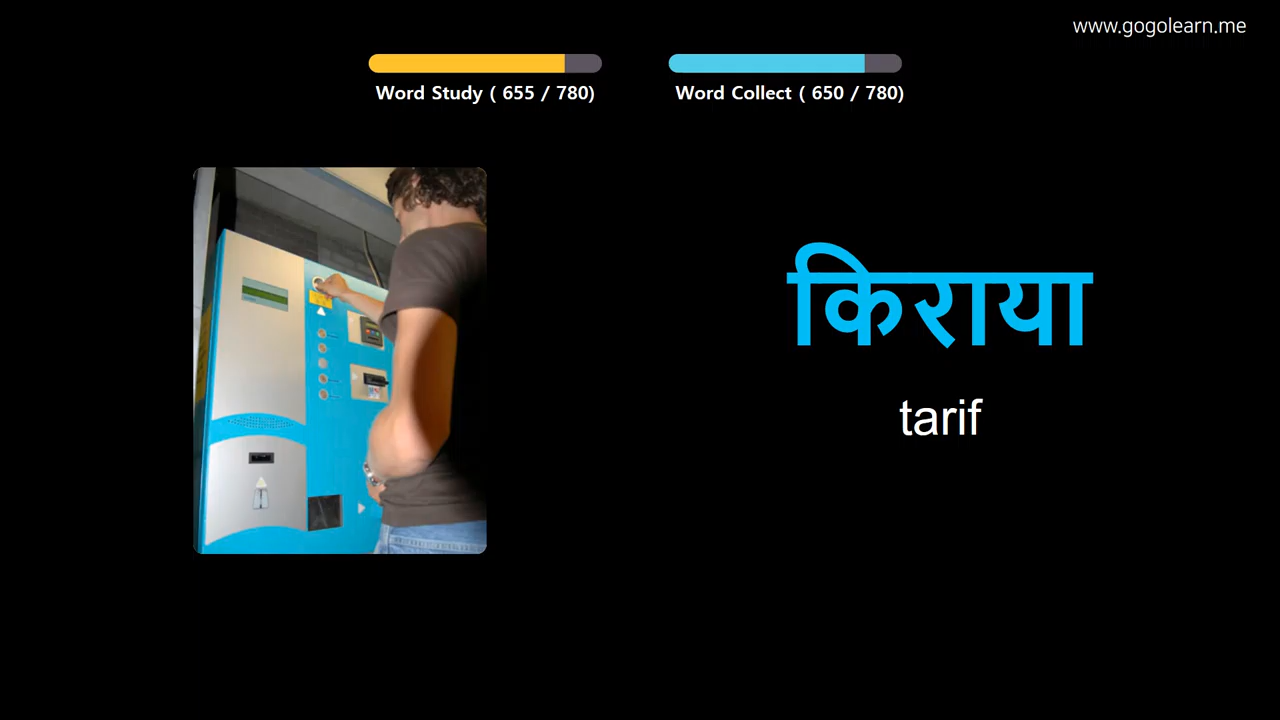 www.gogolearn.me
Word Study ( 655 / 780)
Word Collect ( 650 / 780)
किराया
tarif